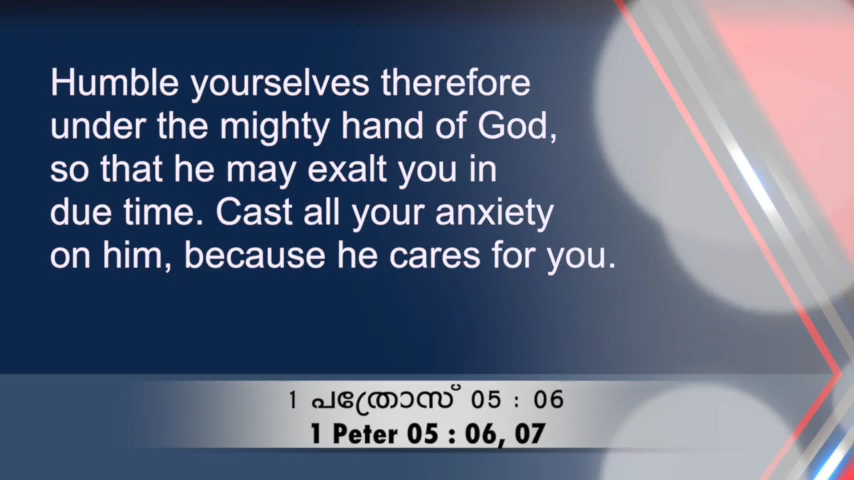 Humble yourselves therefore
under the mighty hand of God,
so that he may exalt you in
due time. Cast all your anxiety
on him, because he cares for you.
1 പത്രോസ് 05 : 06
1 Peter 05 : 06, 07